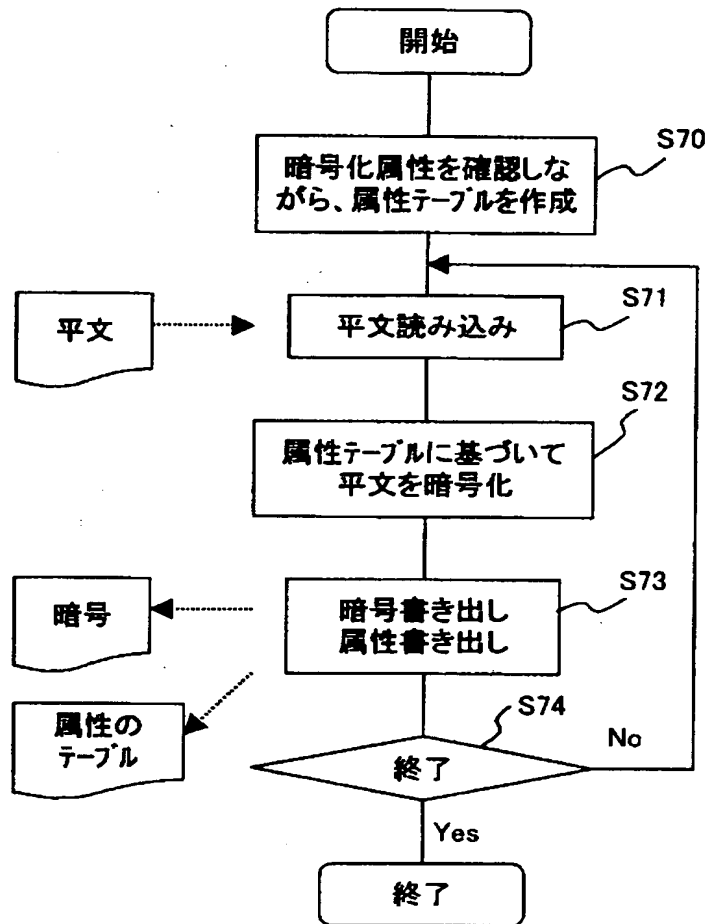 開始
S70
暗号化属性を確認しな
がら、属性テーブルを作成
S71
平文
平文読み込み
S72
属性テーブルに基づいて
平文を暗号化
S73
暗号
暗号書き出し
属性書き出し
属性の
テーブル
S74
No
終了
Yes
終了